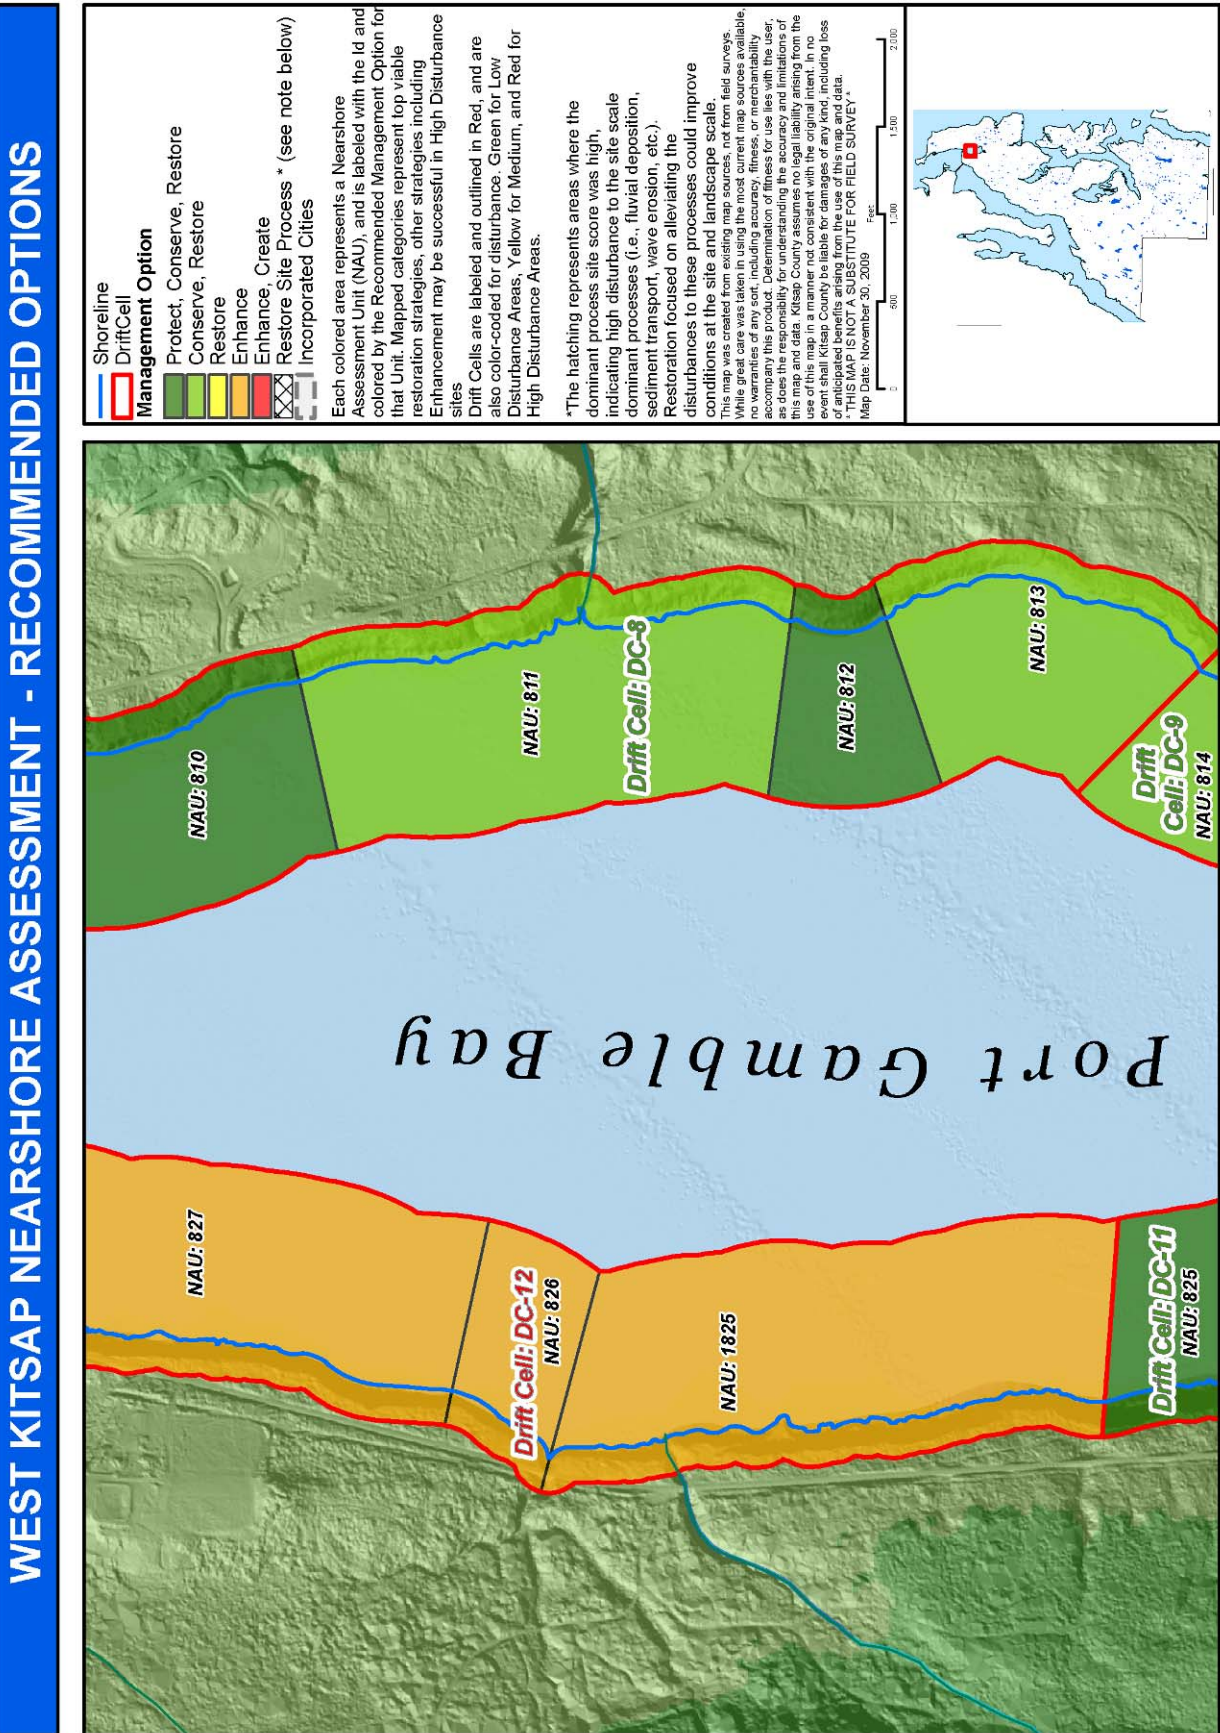 WEST KITSAP NEARSHORE ASSESSMENT - RECOMMENDED OPTIONS
Shoreline
DriftCell
Management Option
Protect, Conserve, Restore
Conserve, Restore
Restore
Enhance
Enhance, Create
Restore Site Process * (see note below)
Incorporated Cities
Each colored area represents a Nearshore
Assessment Unit (NAU), and is labeled with the Id and
colored by the Recommended Management Option for
that Unit. Mapped categories represent top viable
restoration strategies, other strategies including
Enhancement may be successful in High Disturbance
sites
Drift Cells are labeled and outlined in Red, and are
also color-coded for disturbance. Green for Low
Disturbance Areas, Yellow for Medium, and Red for
High Disturbance Areas.
*The hatching represents areas where the
dominant process site score was high,
indicating high disturbance to the site scale
dominant processes (i.e., fluvial deposition,
sediment transport, wave erosion, etc.).
Restoration focused on alleviating the
disturbances to these processes could improve
conditions at the site and landscape scale.
This map was created from existing map sources, not from field surveys.
While great care was taken in using the most current map sources available,
no warranties of any sort, including accuracy, fitness, or merchantability
accompany this product. Determination of fitness for use lies with the user,
as does the responsibility for understanding the accuracy and limitations of
this map and data. Kitsap County assumes no legal liability arising from the
use of this map in a manner not consistent with the original intent. In no
event shall Kitsap County be liable for damages of any kind, including loss
of anticipated benefits arising from the use of this map and data.
* THIS MAP IS NOT A SUBSTITUTE FOR FIELD SURVEY *
Map Date: November 30, 2009
Feet
0 500 1,000 1,500 2,000
NAU: 827
Drift Cell: DC-12
NAU: 826
NAU: 1825
Drift Cell: DC-11
NAU: 825
Port Gamble Bay
NAU: 810
NAU: 811
Drift Cell: DC-8
NAU: 812
NAU: 813
Drift
Cell: DC-9
NAU: 814